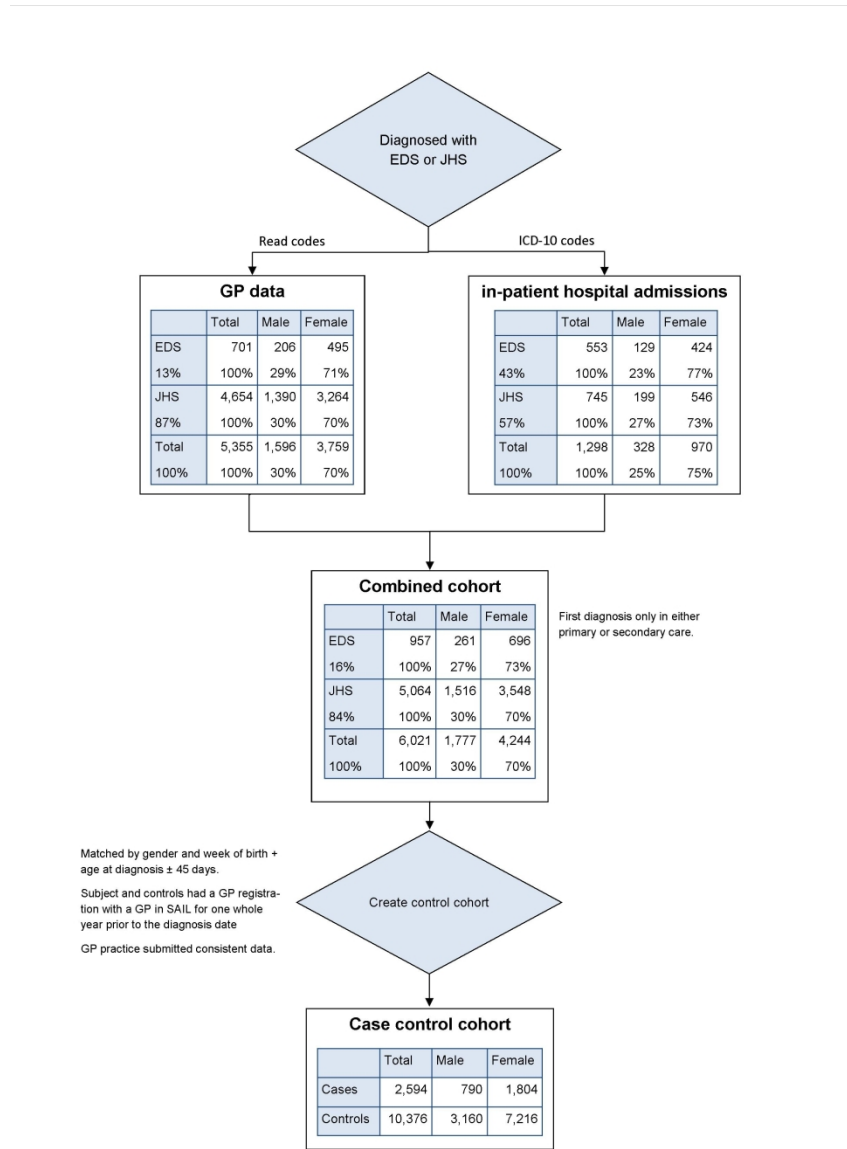 Diagnosed with
EDS or JHS
Read codes
ICD-10 codes
GP data
Total Male Female
EDS 701 206 495
13% 100% 29% 71%
JHS 4,654 1,390 3,264
87% 100% 30% 70%
Total 5,355 1,596 3,759
100% 100% 30% 70%
in-patient hospital admissions
Total Male Female
EDS 553 129 424
43% 100% 23% 77%
JHS 745 199 546
57% 100% 27% 73%
Total 1,298 328 970
100% 100% 25% 75%
Combined cohort
Total Male Female
EDS 957 261 696
16% 100% 27% 73%
JHS 5,064 1,516 3,548
84% 100% 30% 70%
Total 6,021 1,777 4,244
100% 100% 30% 70%
First diagnosis only in either
primary or secondary care.
Matched by gender and week of birth +
age at diagnosis ± 45 days.
Subject and controls had a GP registra-
tion with a GP in SAIL for one whole
year prior to the diagnosis date
GP practice submitted consistent data.
Create control cohort
Case control cohort
Total Male Female
Cases 2,594 790 1,804
Controls 10,376 3,160 7,216